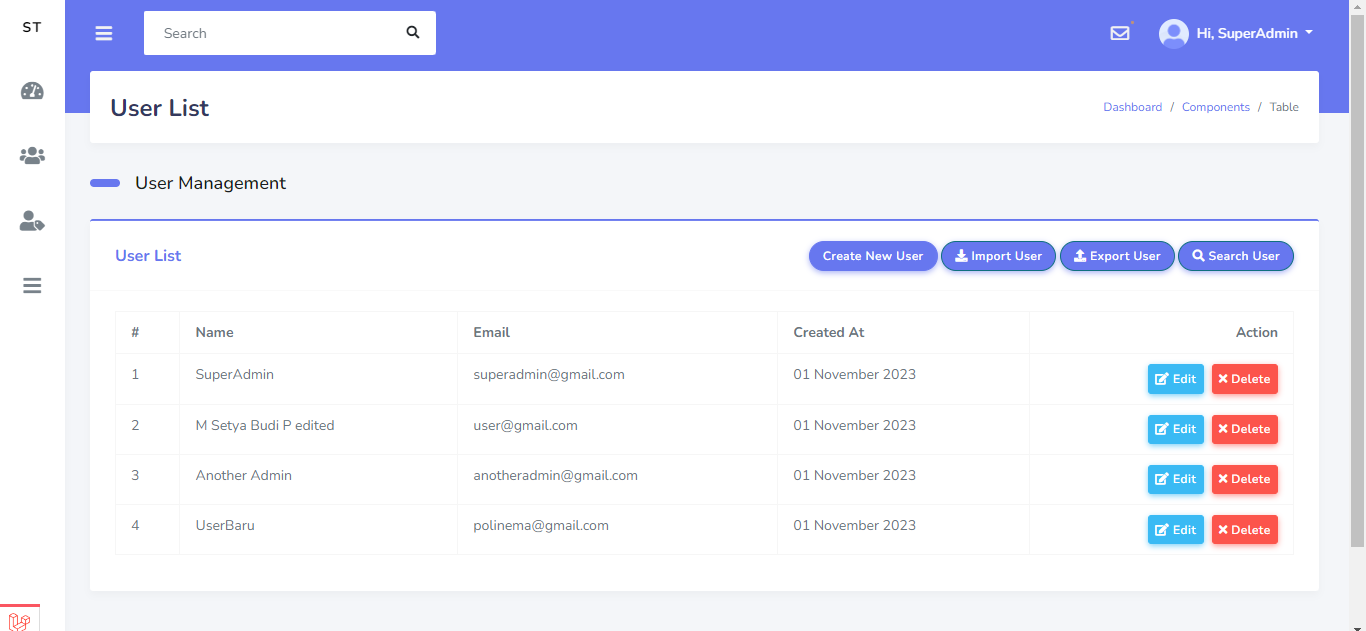 ST
Search
Hi, SuperAdmin
User List
Dashboard / Components / Table
User Management
User List
Create New User Import User Export User Search User
# Name Email Created At Action
1 SuperAdmin superadmin@gmail.com 01 November 2023 Edit Delete
2 M Setya Budi P edited user@gmail.com 01 November 2023 Edit Delete
3 Another Admin anotheradmin@gmail.com 01 November 2023 Edit Delete
4 UserBaru polinema@gmail.com 01 November 2023 Edit Delete